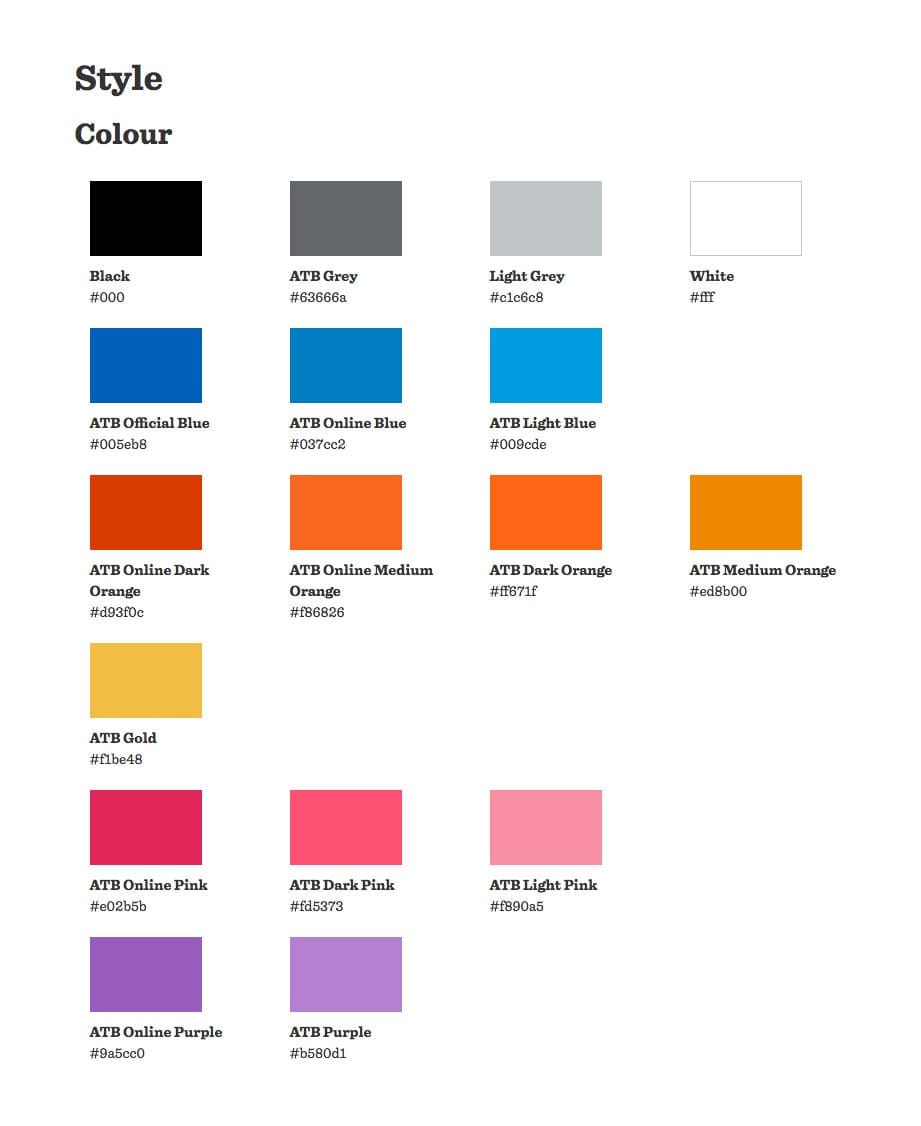 Style
Colour
Black
#000
ATB Grey
#63666a
Light Grey
#c1c6c8
White
#fff
ATB Official Blue
#005eb8
ATB Online Blue
#037cc2
ATB Light Blue
#009cde
ATB Online Dark
Orange
#d93f0c
ATB Online Medium
Orange
#f86826
ATB Dark Orange
#ff671f
ATB Medium Orange
#ed8b00
ATB Gold
#f1be48
ATB Online Pink
#e02b5b
ATB Dark Pink
#fd5373
ATB Light Pink
#f890a5
ATB Online Purple
#9a5cc0
ATB Purple
#b580d1